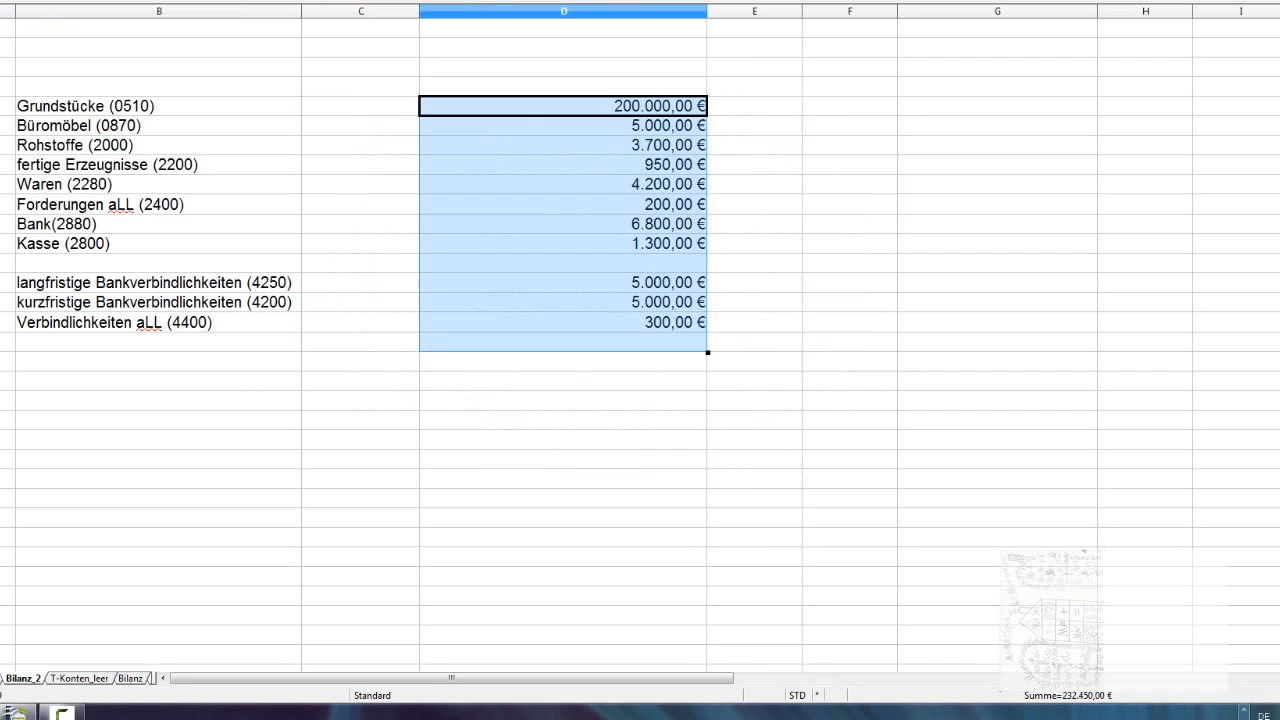 B C D E F G H I
Grundstücke (0510) 200.000,00 €
Büromöbel (0870) 5.000,00 €
Rohstoffe (2000) 3.700,00 €
fertige Erzeugnisse (2200) 950,00 €
Waren (2280) 4.200,00 €
Forderungen aLL (2400) 200,00 €
Bank(2880) 6.800,00 €
Kasse (2800) 1.300,00 €
langfristige Bankverbindlichkeiten (4250) 5.000,00 €
kurzfristige Bankverbindlichkeiten (4200) 5.000,00 €
Verbindlichkeiten aLL (4400) 300,00 €
Bilanz_2 T-Konten_leer Bilanz
Standard STD * Summe=232.450,00 €
DE